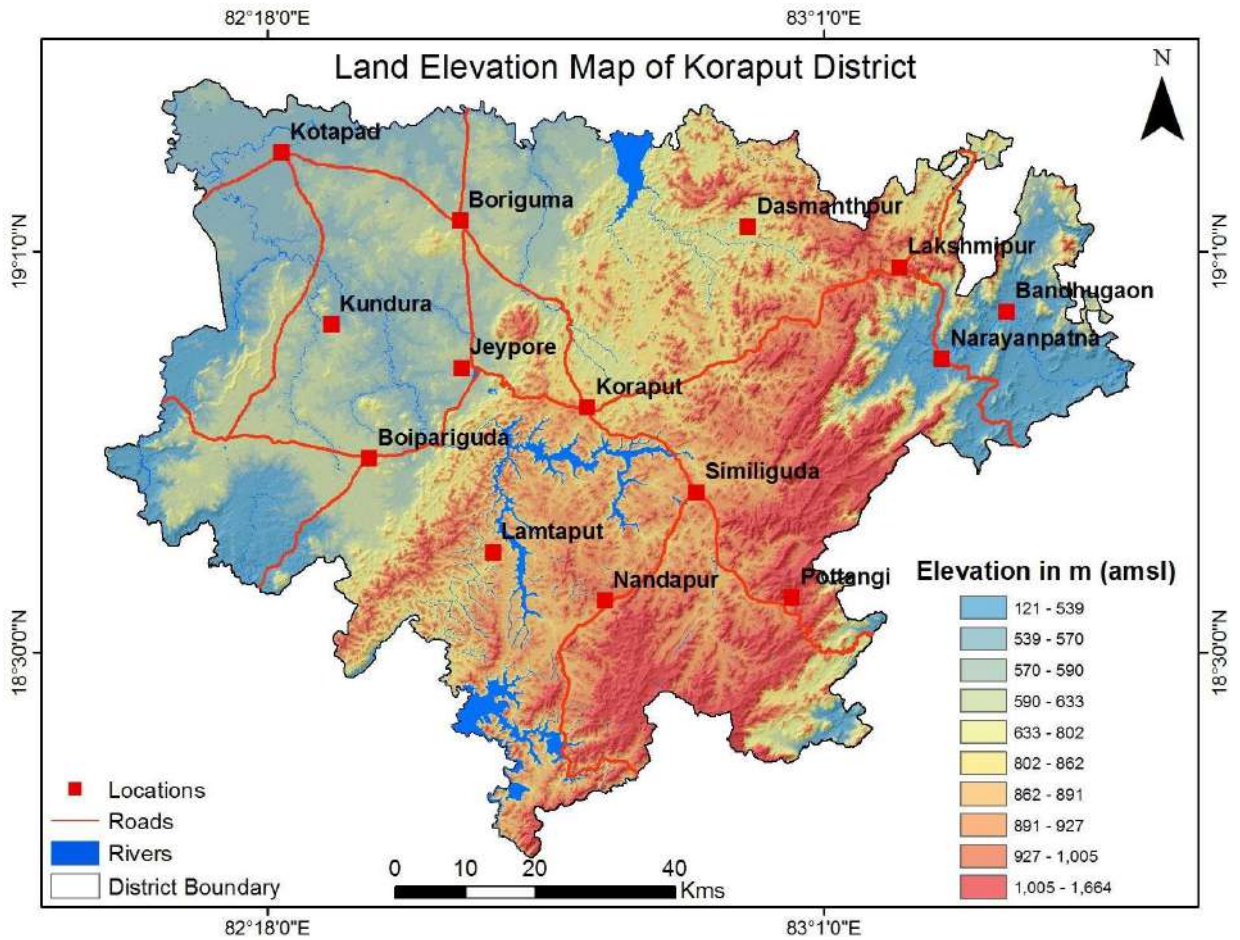 82°18'0"E
83°1'0"E
Land Elevation Map of Koraput District
N
Kotapad
Boriguma
Dasmanthpur
Lakshmipur
19°1'0"N
19°1'0"N
Bandhugaon
Kundura
Narayanpatna
Jeypore
Koraput
Boipariguda
Similiguda
Lamtaput
Nandapur
Pottangi
Elevation in m (amsl)
121 - 539
539 - 570
570 - 590
590 - 633
633 - 802
802 - 862
862 - 891
891 - 927
927 - 1,005
1,005 - 1,664
18°30'0"N
18°30'0"N
Locations
Roads
Rivers
District Boundary
0 10 20 40
Kms
82°18'0"E
83°1'0"E